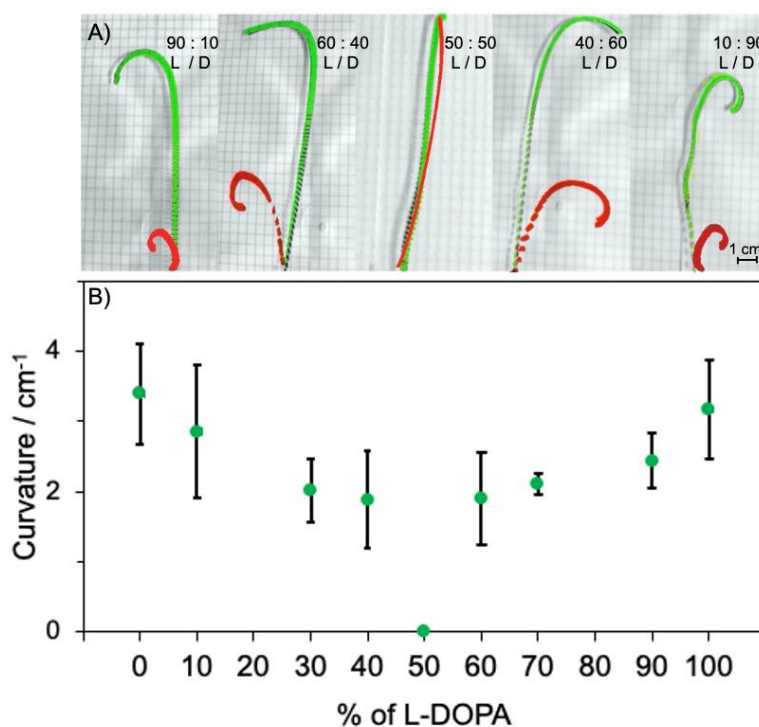 A)
90 : 10
L / D
60 : 40
L / D
50 : 50
L / D
40 : 60
L / D
10 : 90
L / D
1 cm
B)
Curvature / cm⁻¹
4
2
0
0 10 20 30 40 50 60 70 80 90 100
% of L-DOPA